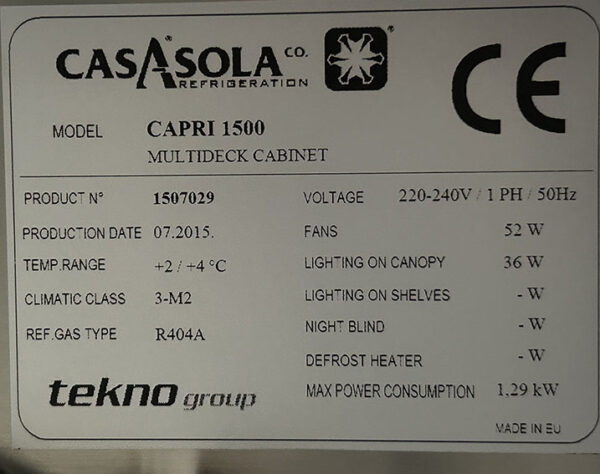 CASASOLA CO.
REFRIGERATION
CE
MODEL CAPRI 1500
MULTIDECK CABINET
PRODUCT N° 1507029
PRODUCTION DATE 07.2015.
TEMP.RANGE +2 / +4 °C
CLIMATIC CLASS 3-M2
REF.GAS TYPE R404A
VOLTAGE 220-240V / 1 PH / 50Hz
FANS 52 W
LIGHTING ON CANOPY 36 W
LIGHTING ON SHELVES - W
NIGHT BLIND - W
DEFROST HEATER - W
MAX POWER CONSUMPTION 1,29 kW
tekno group
MADE IN EU